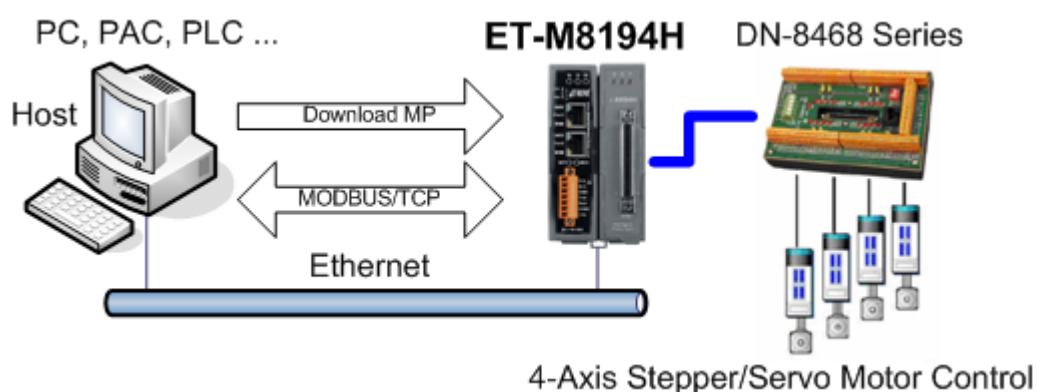 PC, PAC, PLC ...
ET-M8194H
DN-8468 Series
Host
Download MP
MODBUS/TCP
Ethernet
4-Axis Stepper/Servo Motor Control